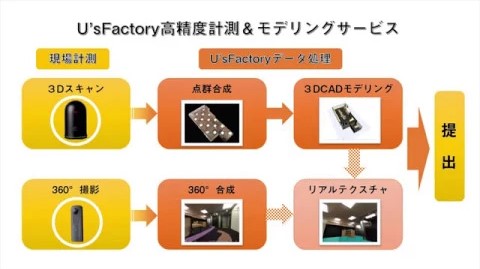 U'sFactory高精度計測＆モデリングサービス
現場計測
U'sFactoryデータ処理
３Dスキャン
点群合成
３DCADモデリング
360°撮影
360°合成
リアルテクスチャ
提出